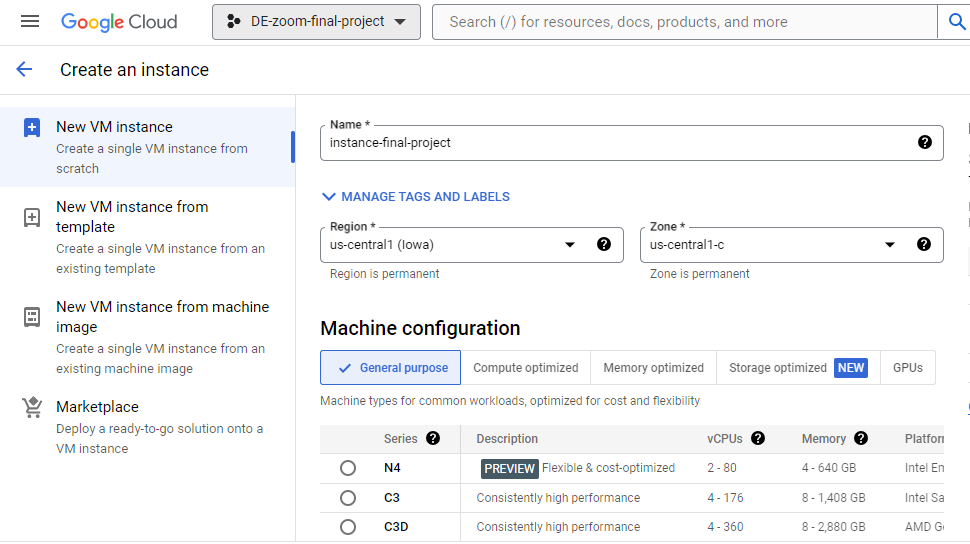 Google Cloud
DE-zoom-final-project
Search (/) for resources, docs, products, and more
Create an instance
New VM instance
Create a single VM instance from
scratch
New VM instance from
template
Create a single VM instance from an
existing template
New VM instance from machine
image
Create a single VM instance from an
existing machine image
Marketplace
Deploy a ready-to-go solution onto a
VM instance
Name *
instance-final-project
MANAGE TAGS AND LABELS
Region *
us-central1 (Iowa)
Region is permanent
Zone *
us-central1-c
Zone is permanent
Machine configuration
General purpose
Compute optimized
Memory optimized
Storage optimized NEW
GPUs
Machine types for common workloads, optimized for cost and flexibility
Series Description vCPUs Memory Platforn
N4 PREVIEW Flexible & cost-optimized 2 - 80 4 - 640 GB Intel Em
C3 Consistently high performance 4 - 176 8 - 1,408 GB Intel Sa
C3D Consistently high performance 4 - 360 8 - 2,880 GB AMD G